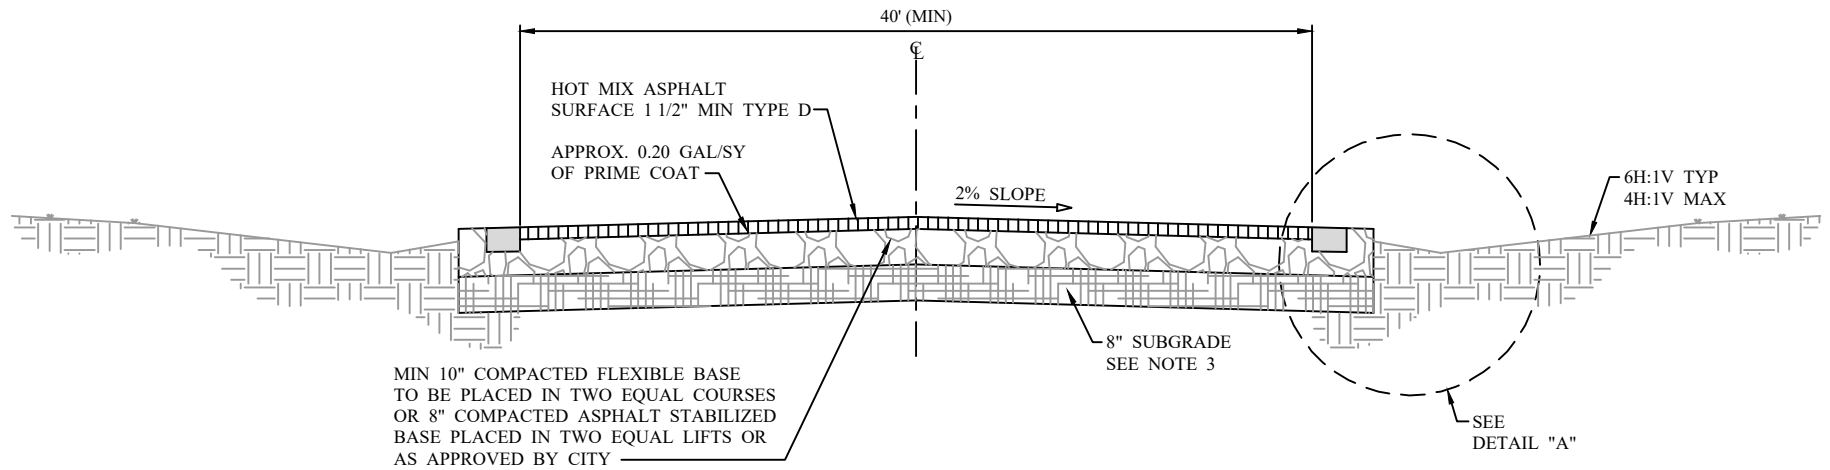 40' (MIN)
℄
HOT MIX ASPHALT
SURFACE 1 1/2" MIN TYPE D
APPROX. 0.20 GAL/SY
OF PRIME COAT
2% SLOPE
6H:1V TYP
4H:1V MAX
8" SUBGRADE
SEE NOTE 3
MIN 10" COMPACTED FLEXIBLE BASE
TO BE PLACED IN TWO EQUAL COURSES
OR 8" COMPACTED ASPHALT STABILIZED
BASE PLACED IN TWO EQUAL LIFTS OR
AS APPROVED BY CITY
SEE
DETAIL "A"